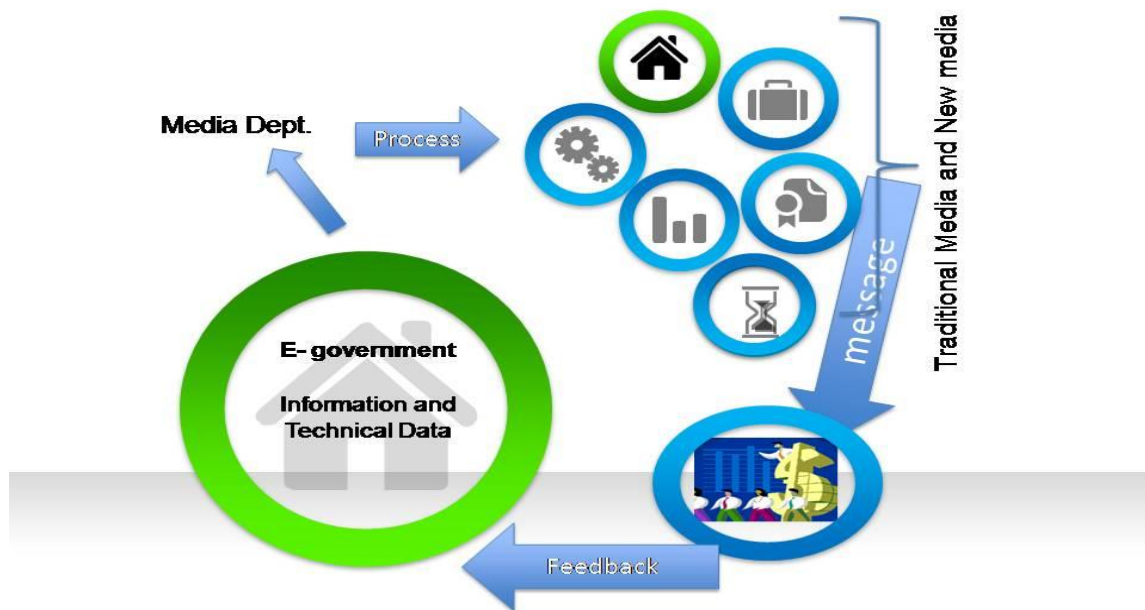 Media Dept.
Process
Traditional Media and New media
message
E- government
Information and
Technical Data
Feedback